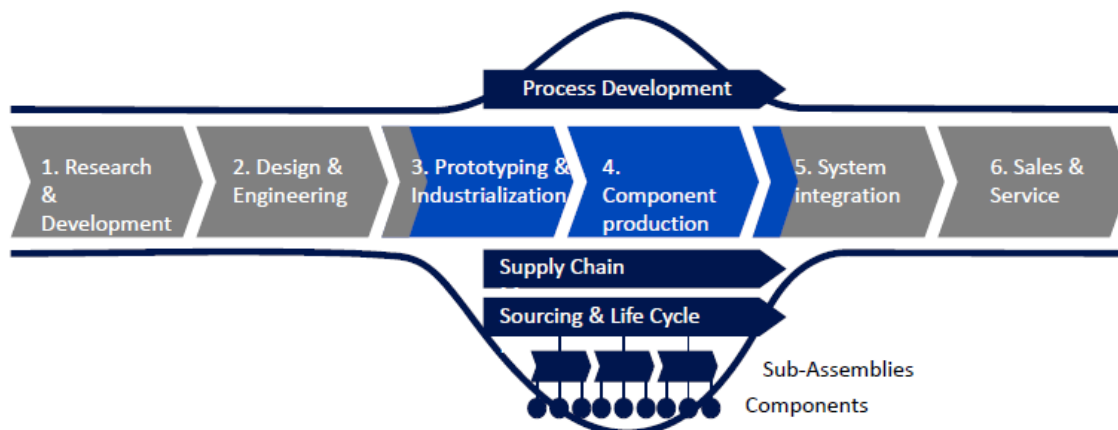 Process Development
1. Research
&
Development
2. Design &
Engineering
3. Prototyping &
Industrialization
4.
Component
production
5. System
integration
6. Sales &
Service
Supply Chain
Sourcing & Life Cycle
Sub-Assemblies
Components